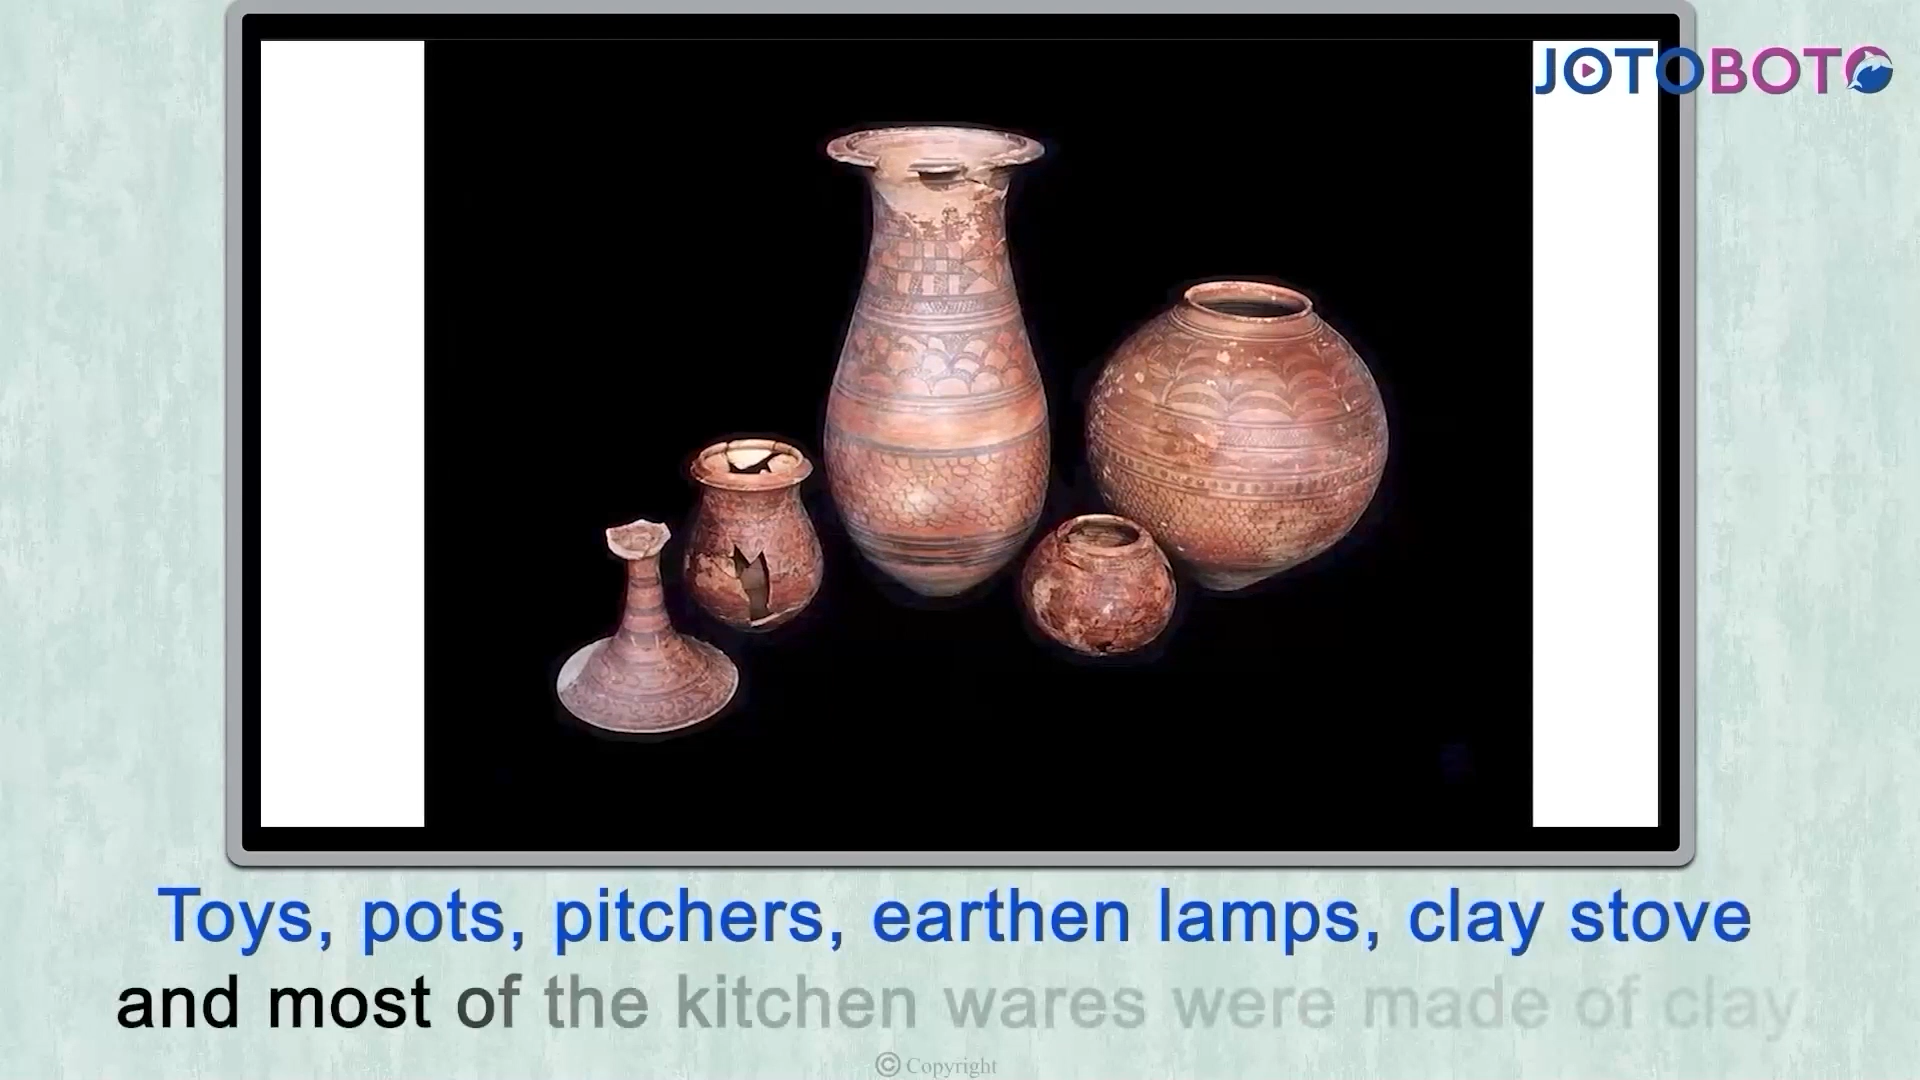 JOTOBOTO
Toys, pots, pitchers, earthen lamps, clay stove
and most of the kitchen wares were made of clay
© Copyright